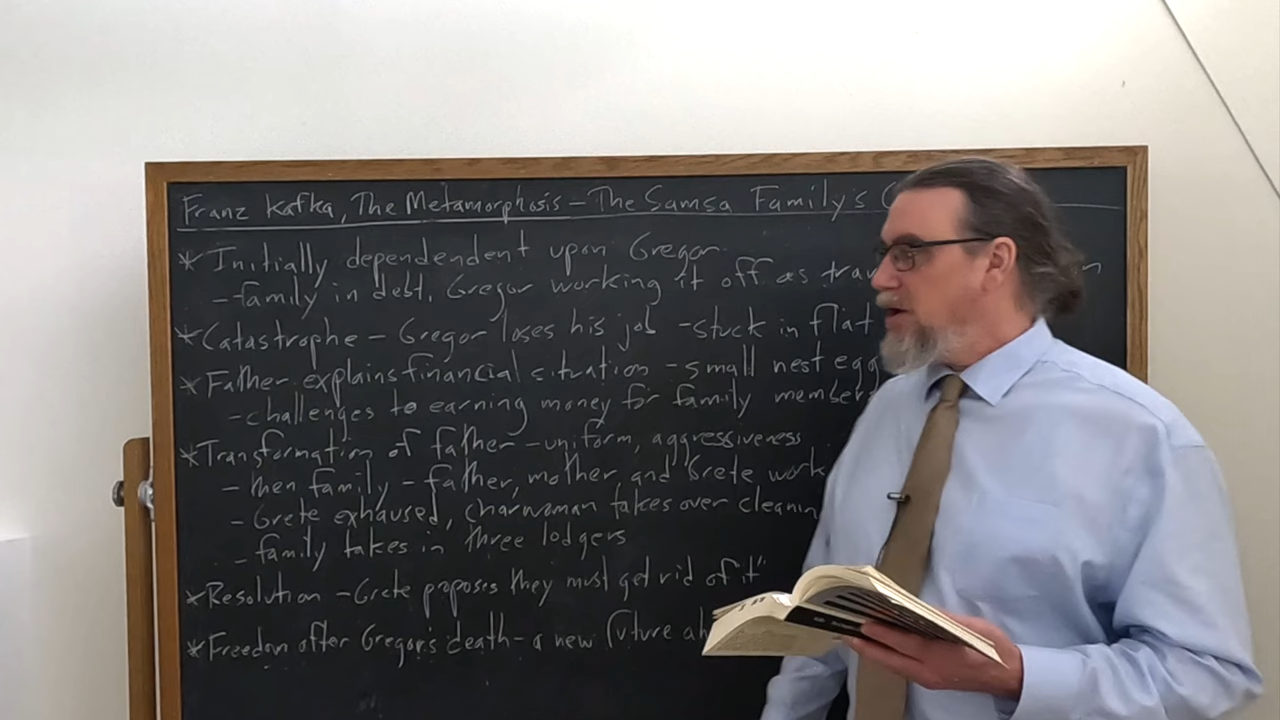 Franz Kafka, The Metamorphosis – The Samsa Family's
* Initially dependendent upon Gregor
– family in debt, Gregor working it off as
* Catastrophe – Gregor loses his job – stuck in flat
* Father explains financial situation – small nest egg
– challenges to earning money for family members
* Transformation of father – uniform, aggressiveness
– then family – father, mother, and Grete work
– Grete exhaused, charwoman takes over
– family takes in three lodgers
* Resolution – Grete proposes they must get rid of "it"
* Freedom after Gregor's death – a new future